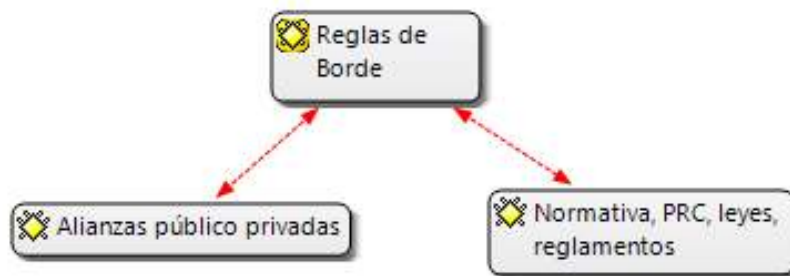 Reglas de
Borde
Alianzas público privadas
Normativa, PRC, leyes,
reglamentos